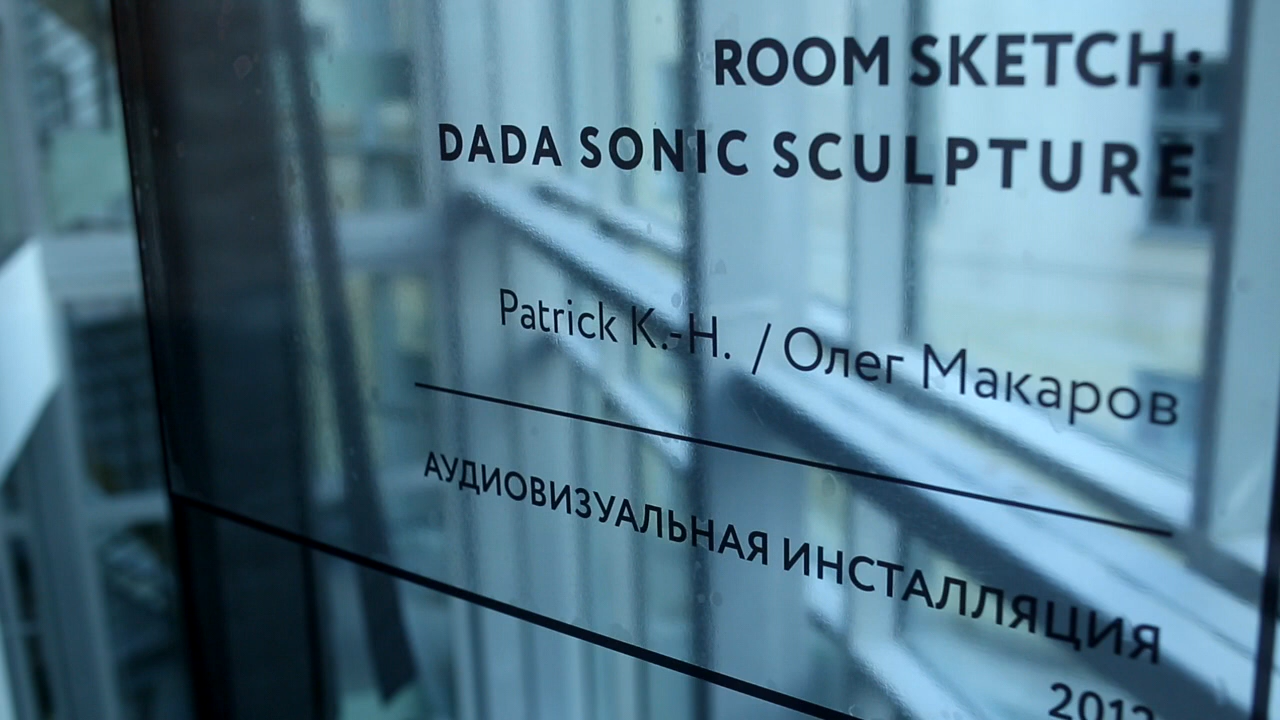 ROOM SKETCH:
DADA SONIC SCULPTURE
Patrick K.-H. / Олег Макаров
АУДИОВИЗУАЛЬНАЯ ИНСТАЛЛЯЦИЯ